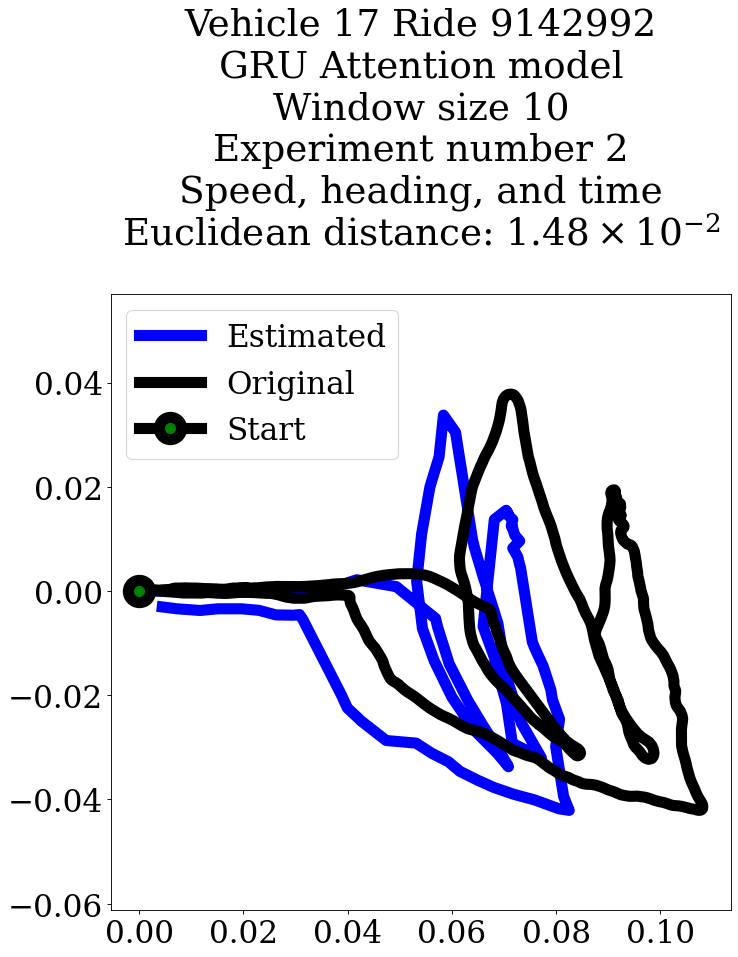 Vehicle 17 Ride 9142992
GRU Attention model
Window size 10
Experiment number 2
Speed, heading, and time
Euclidean distance: 1.48 × 10⁻²
Estimated
Original
Start
0.04
0.02
0.00
−0.02
−0.04
−0.06
0.00 0.02 0.04 0.06 0.08 0.10